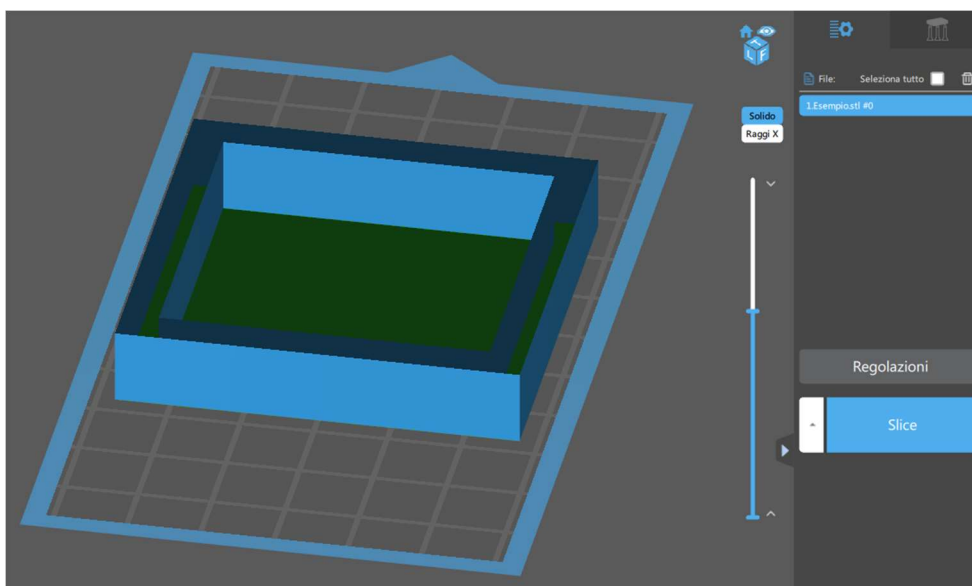 File: Seleziona tutto
1.Esempio.stl #0
Solido
Raggi X
L F
Regolazioni
Slice